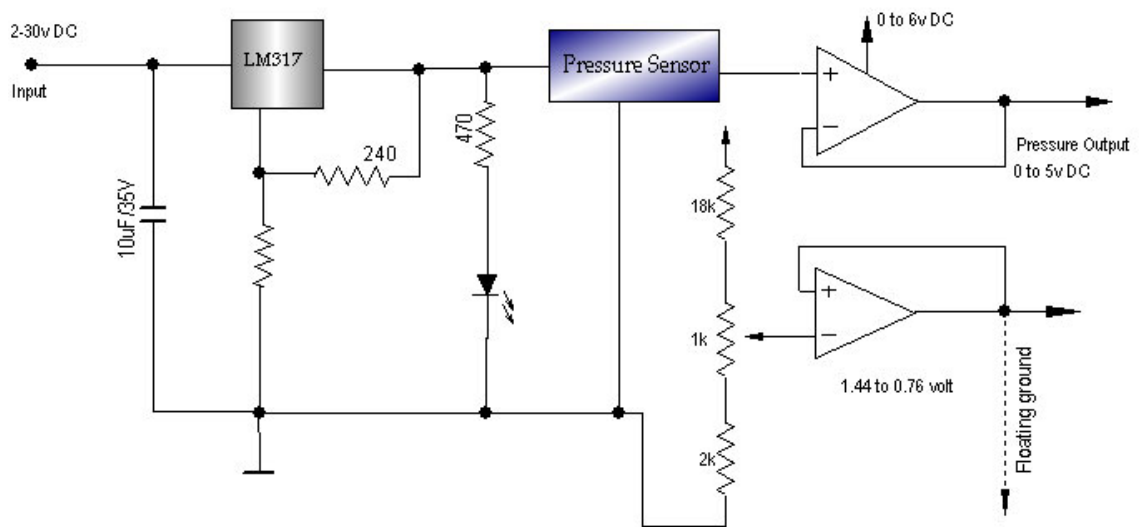 2-30v DC
Input
LM317
Pressure Sensor
0 to 6v DC
+
−
Pressure Output
0 to 5v DC
10uF/35V
240
470
18k
1k
2k
+
−
1.44 to 0.76 volt
Floating ground